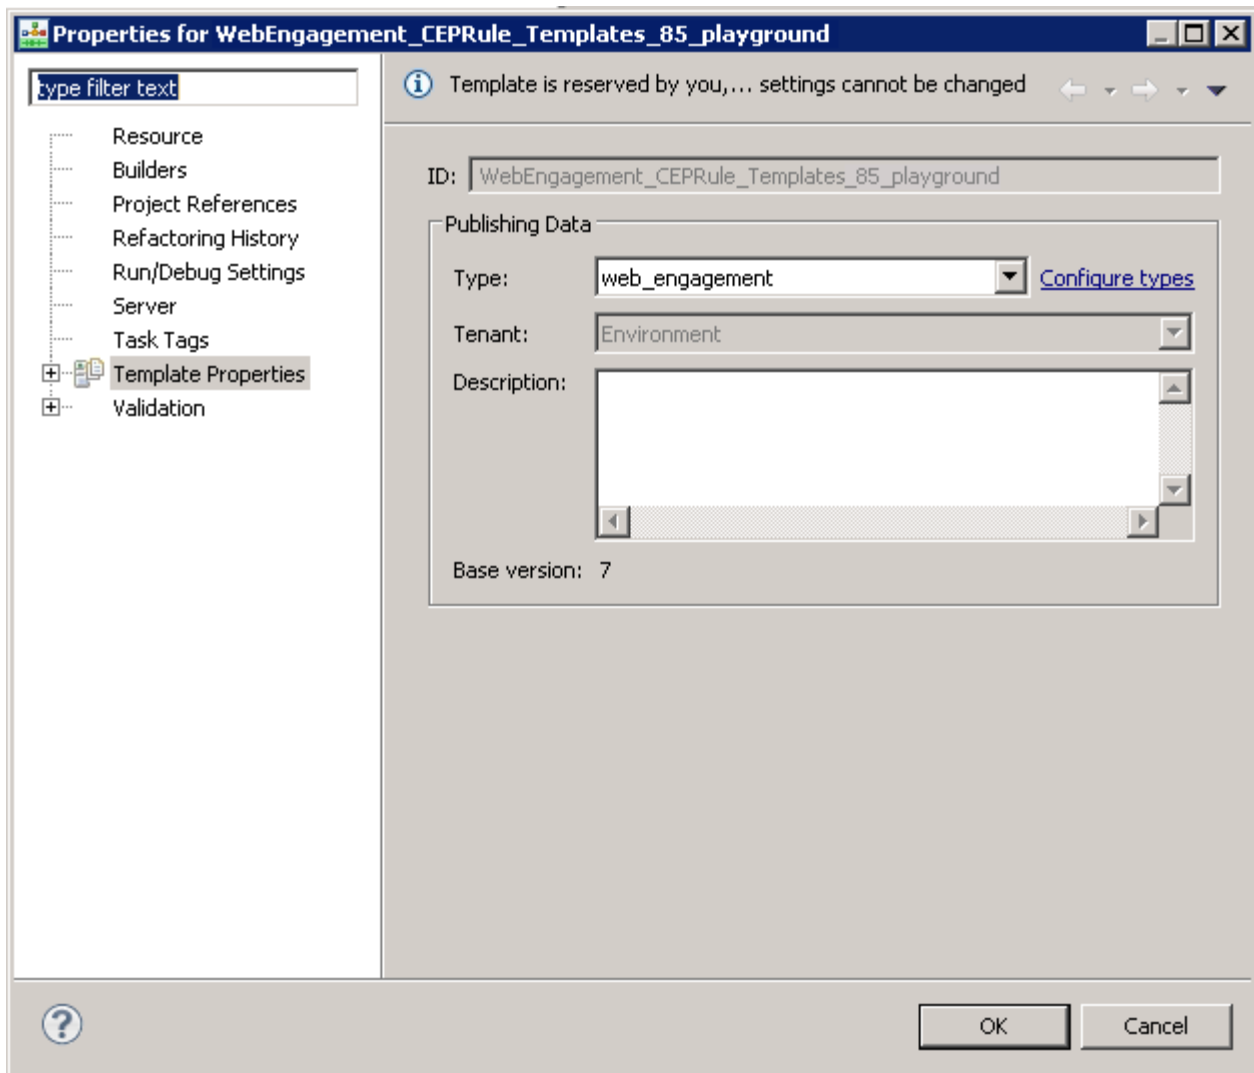 Properties for WebEngagement_CEPRule_Templates_85_playground
type filter text
Template is reserved by you,... settings cannot be changed
Resource
Builders
Project References
Refactoring History
Run/Debug Settings
Server
Task Tags
Template Properties
Validation
ID: WebEngagement_CEPRule_Templates_85_playground
Publishing Data
Type: web_engagement Configure types
Tenant: Environment
Description:
Base version: 7
OK Cancel